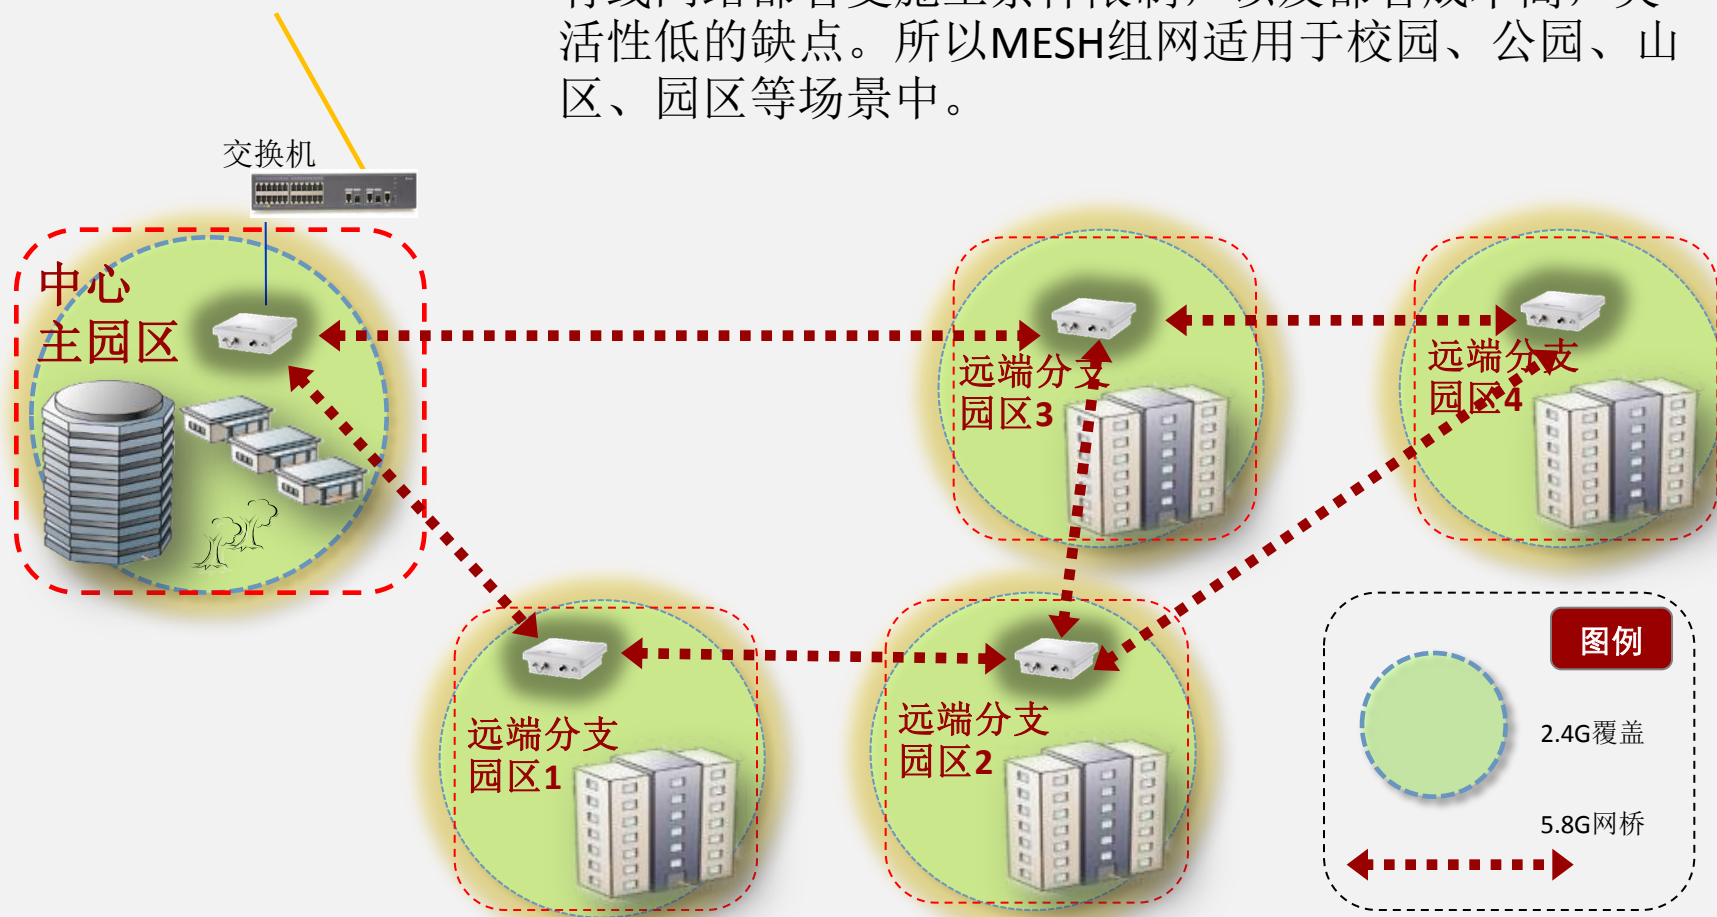 活性低的缺点。所以MESH组网适用于校园、公园、山
区、园区等场景中。
交换机
中心
主园区
远端分支
园区3
远端分支
园区4
远端分支
园区1
远端分支
园区2
图例
2.4G覆盖
5.8G网桥